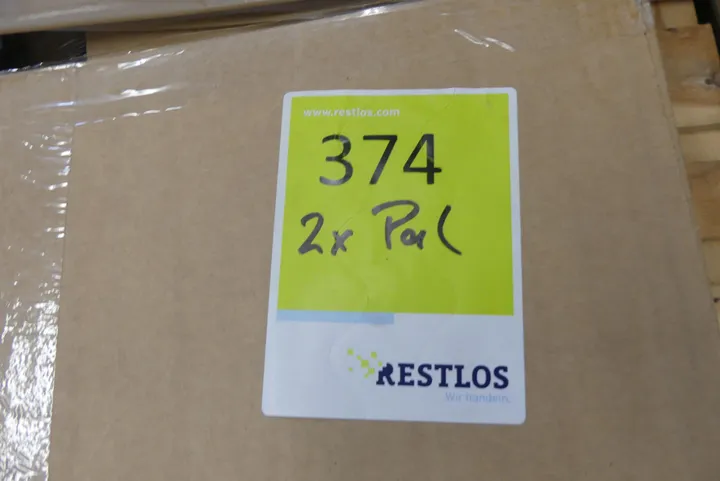 www.restlos.com
374
2x Pal
RESTLOS
Wir handeln.